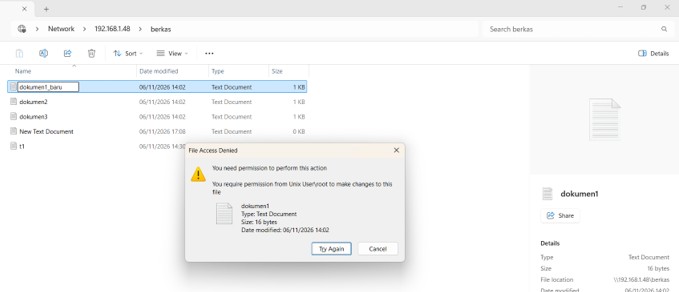 Network > 192.168.1.48 > berkas
Search berkas
Sort
View
Details
Name Date modified Type Size
dokumen1_baru 06/11/2026 14:02 Text Document 1 KB
dokumen2 06/11/2026 14:02 Text Document 1 KB
dokumen3 06/11/2026 14:02 Text Document 1 KB
New Text Document 06/11/2026 17:08 Text Document 0 KB
t1 06/11/2026 14:30
File Access Denied
You need permission to perform this action
You require permission from Unix User\root to make changes to this
file
dokumen1
Type: Text Document
Size: 16 bytes
Date modified: 06/11/2026 14:02
Try Again
Cancel
dokumen1
Share
Details
Type Text Document
Size 16 bytes
File location \\192.168.1.48\berkas
Date modified 06/11/2026 14:02